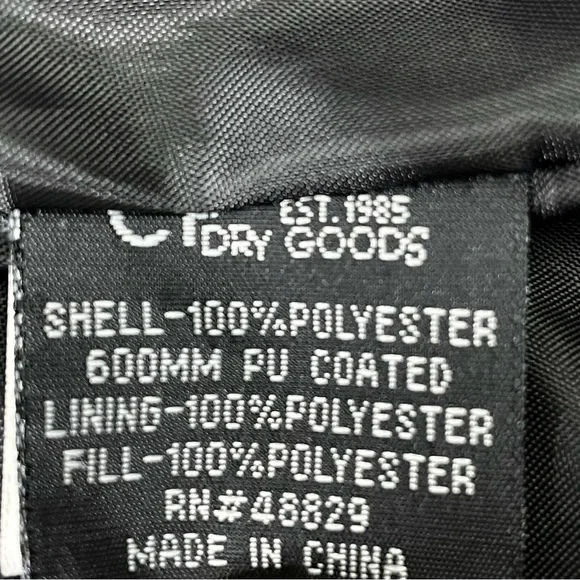 EST.1985
DRY GOODS
SHELL-100%POLYESTER
600MM PU COATED
LINING-100%POLYESTER
FILL-100%POLYESTER
RN#48829
MADE IN CHINA